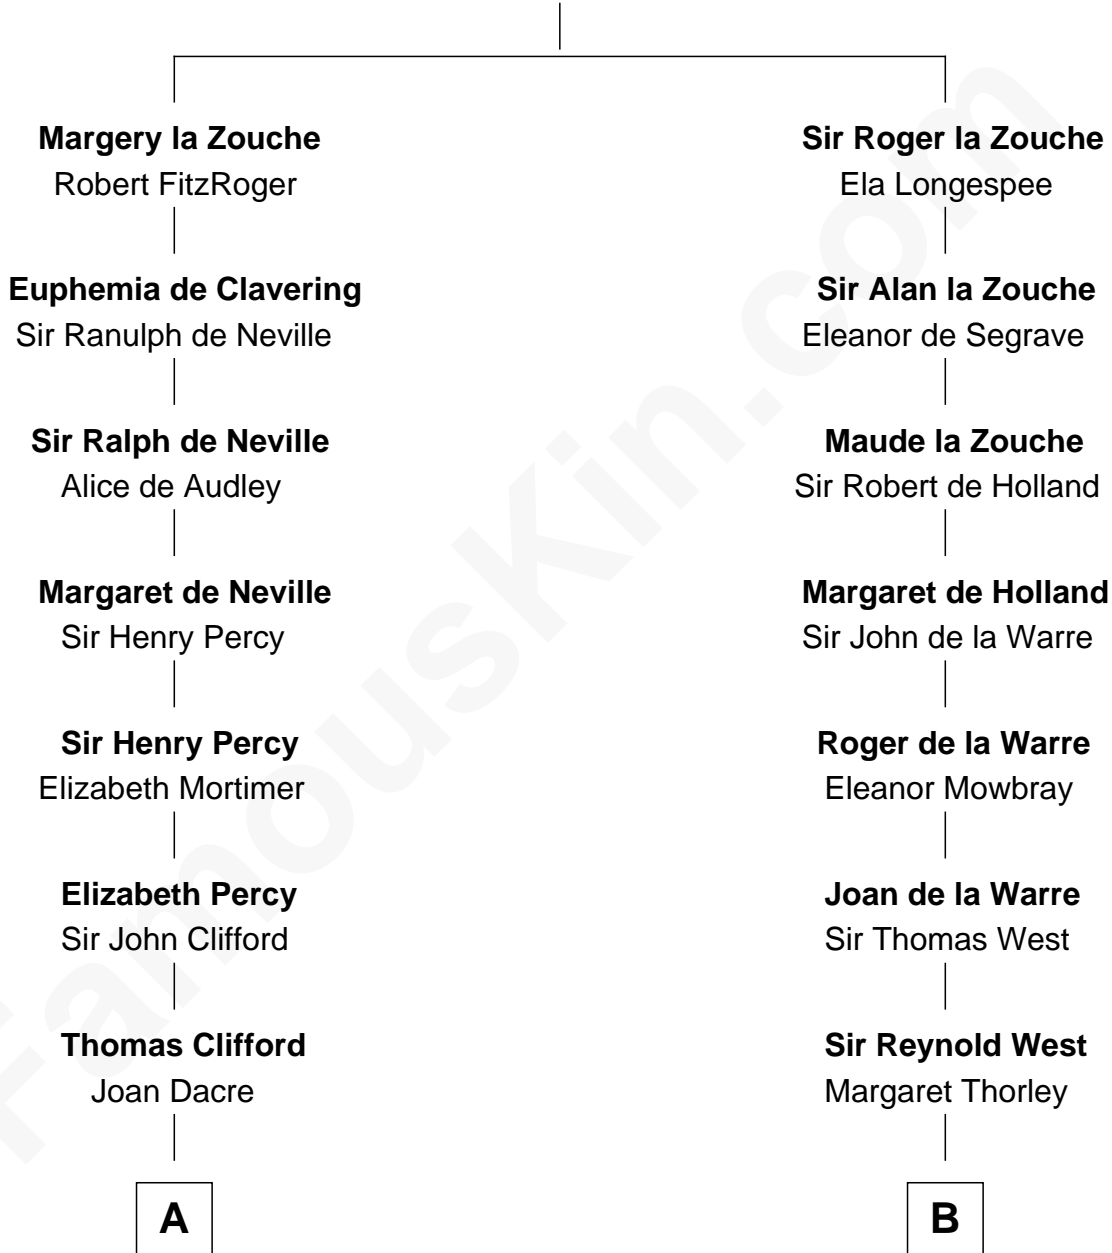 Margery la Zouche
Robert FitzRoger
Sir Roger la Zouche
Ela Longespee
Euphemia de Clavering
Sir Ranulph de Neville
Sir Alan la Zouche
Eleanor de Segrave
Sir Ralph de Neville
Alice de Audley
Maude la Zouche
Sir Robert de Holland
Margaret de Neville
Sir Henry Percy
Margaret de Holland
Sir John de la Warre
Sir Henry Percy
Elizabeth Mortimer
Roger de la Warre
Eleanor Mowbray
Elizabeth Percy
Sir John Clifford
Joan de la Warre
Sir Thomas West
Thomas Clifford
Joan Dacre
Sir Reynold West
Margaret Thorley
A
B
FamousKin.com